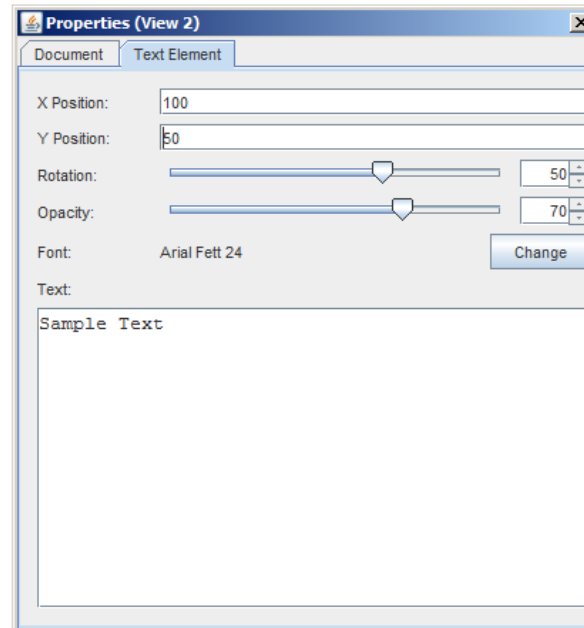 Properties (View 2)
Document Text Element
X Position: 100
Y Position: 50
Rotation: 50
Opacity: 70
Font: Arial Fett 24 Change
Text:
Sample Text